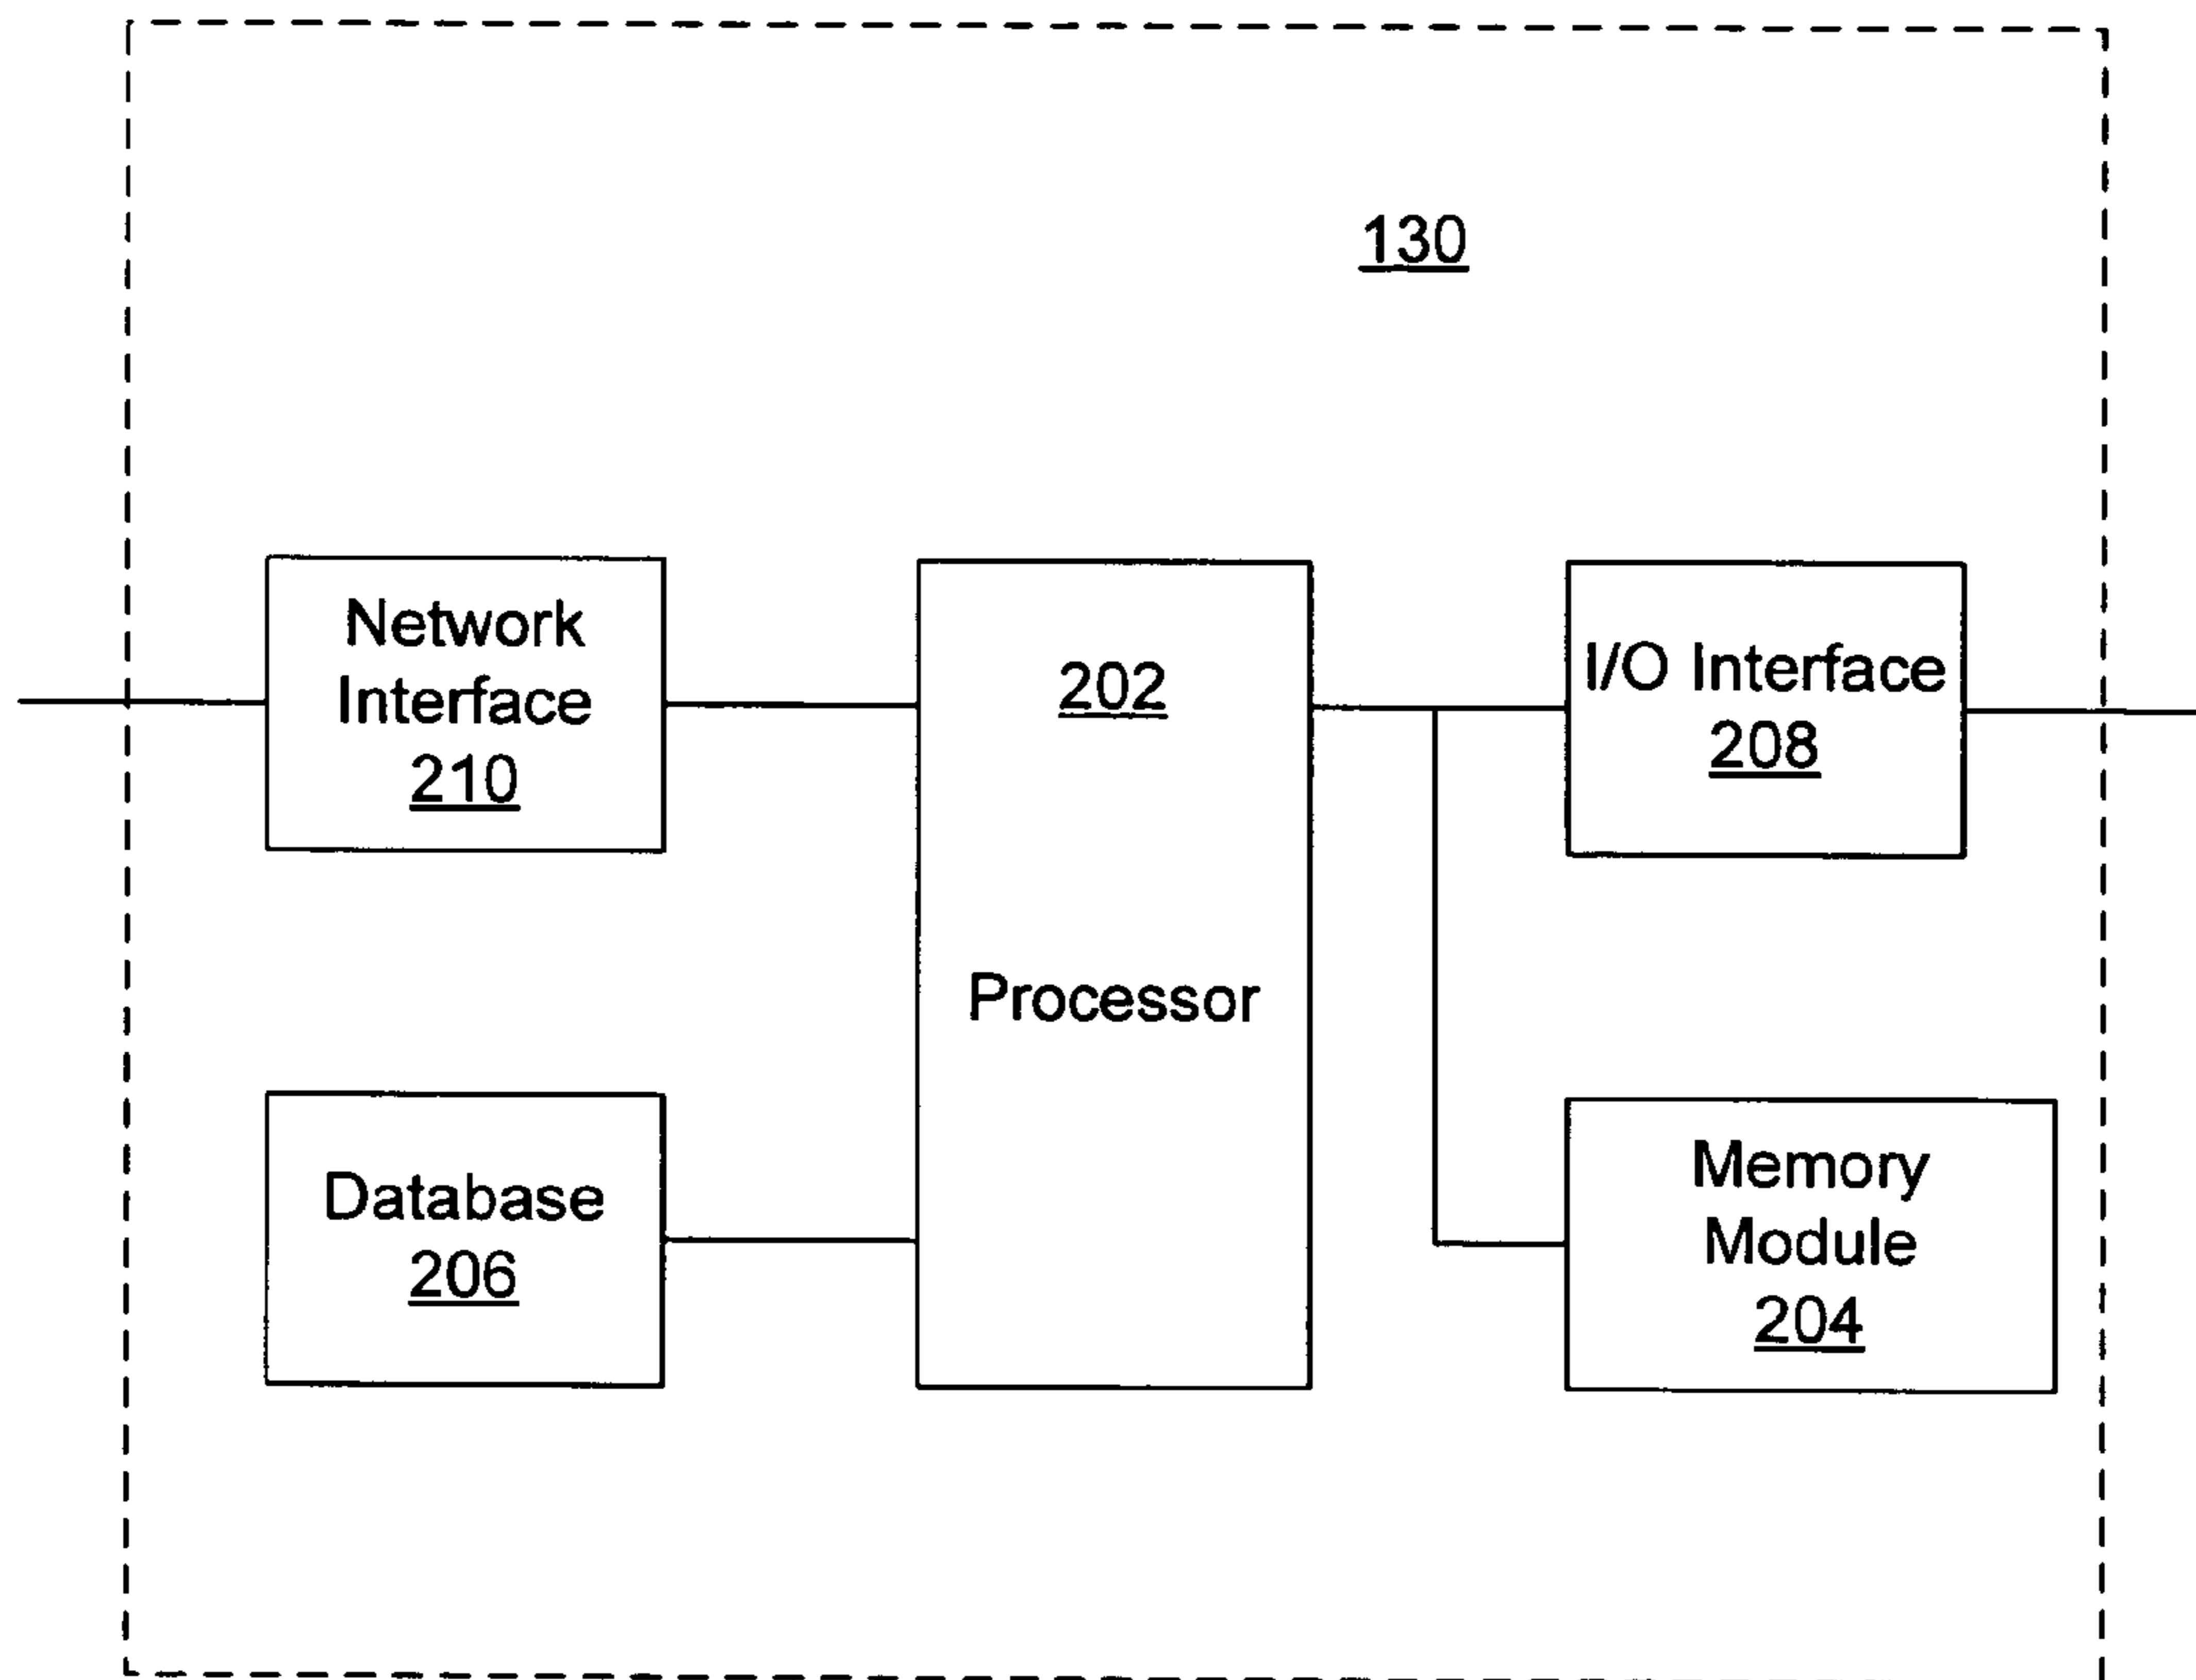 130
Network
Interface
210
202
Processor
I/O Interface
208
Database
206
Memory
Module
204